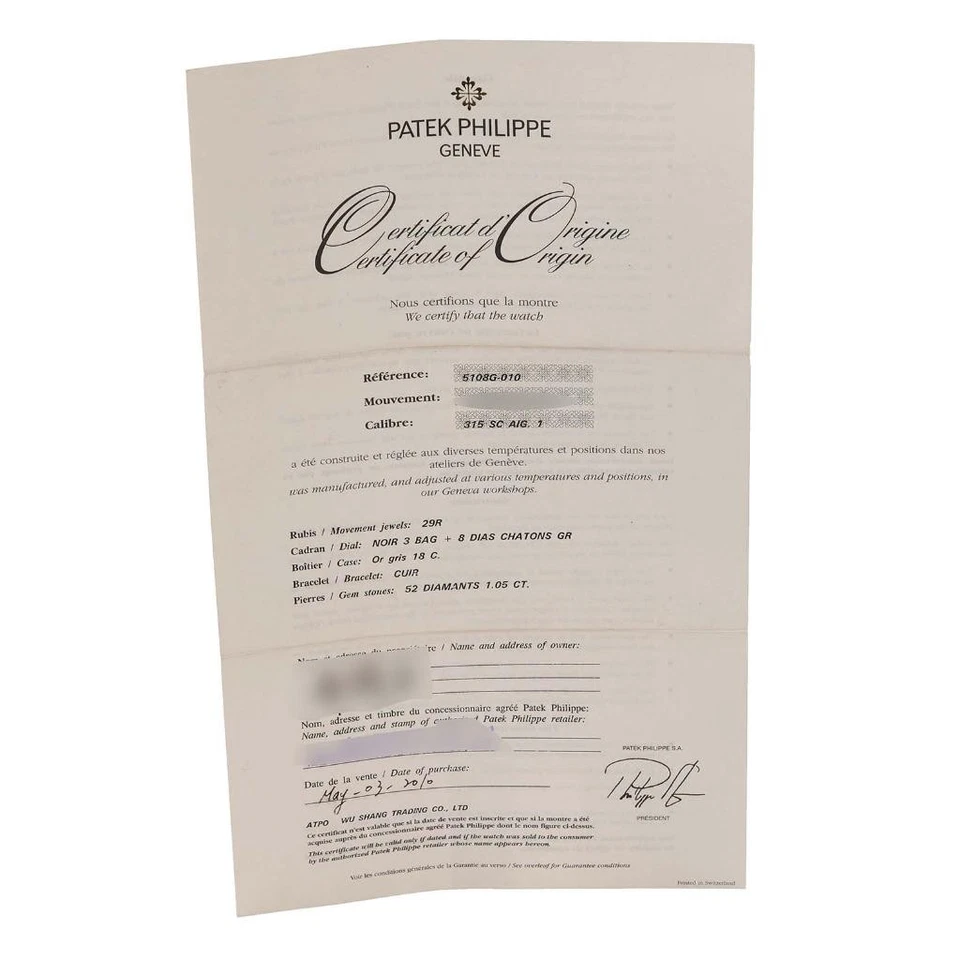 PATEK PHILIPPE
GENEVE
Certificat d'Origine
Certificate of Origin
Nous certifions que la montre
We certify that the watch
Référence: 5108G-010
Mouvement:
Calibre: 315 SC AIG. 1
a été construite et réglée aux diverses températures et positions dans nos
ateliers de Genève.
was manufactured, and adjusted at various temperatures and positions, in
our Geneva workshops.
Rubis / Movement jewels: 29R
Cadran / Dial: NOIR 3 BAG + 8 DIAS CHATONS GR
Boîtier / Case: Or gris 18 C.
Bracelet / Bracelet: CUIR
Pierres / Gem stones: 52 DIAMANTS 1.05 CT.
/ Name and address of owner:
Nom, adresse et timbre du concessionnaire agréé Patek Philippe:
Name, address and stamp of Patek Philippe retailer:
PATEK PHILIPPE S.A.
Date de la vente / Date of purchase:
May-03-2010
PRÉSIDENT
ATPO WU SHANG TRADING CO., LTD
Ce certificat n'est valable que si la date de vente est inscrite et que si la montre a été
acquise auprès du concessionnaire agréé Patek Philippe dont le nom figure ci-dessus.
This certificate will be valid only if dated and if the watch was sold to the consumer
by the authorized Patek Philippe retailer whose name appears hereon.
Voir les conditions générales de la Garantie au verso / See overleaf for Guarantee conditions
Printed in Switzerland